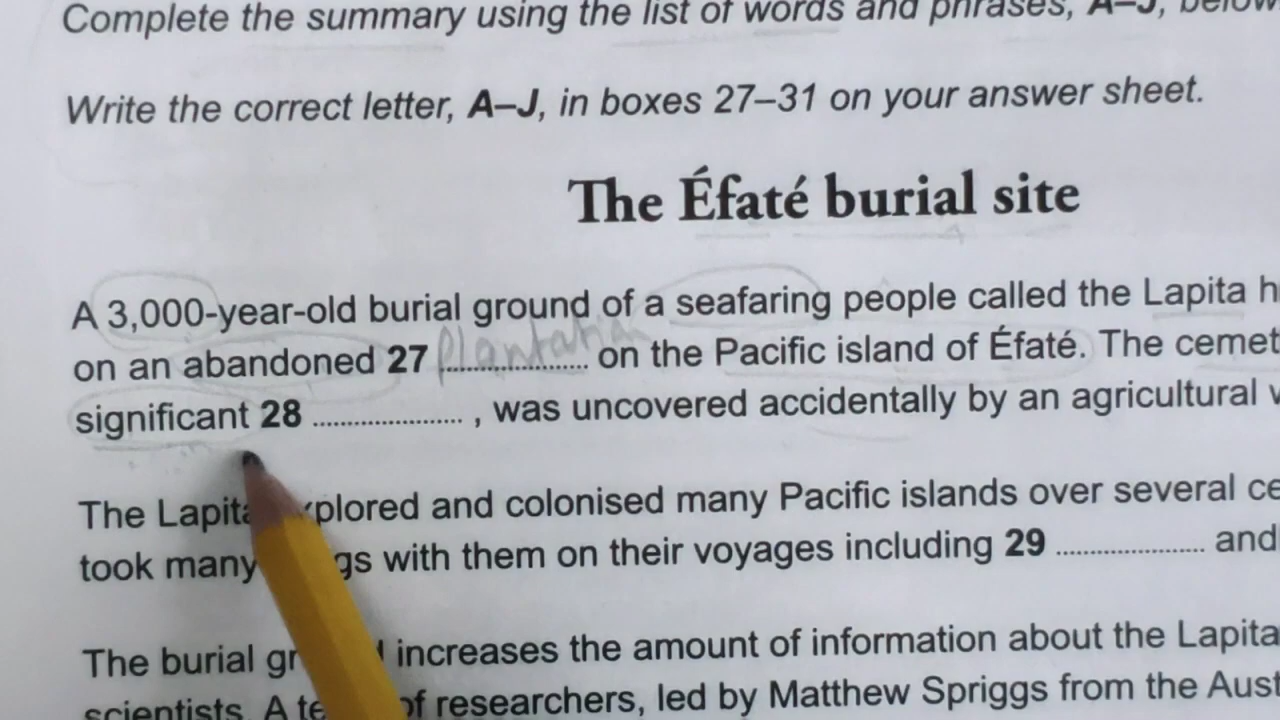 Complete the summary using the list of words and phrases, A–J, below
Write the correct letter, A–J, in boxes 27–31 on your answer sheet.
The Éfaté burial site
A 3,000-year-old burial ground of a seafaring people called the Lapita h
on an abandoned 27 plantation on the Pacific island of Éfaté. The cemet
significant 28 ...................... , was uncovered accidentally by an agricultural
The Lapita xplored and colonised many Pacific islands over several ce
took many gs with them on their voyages including 29 ...................... and
The burial gr increases the amount of information about the Lapita
scientists. A te of researchers, led by Matthew Spriggs from the Aust